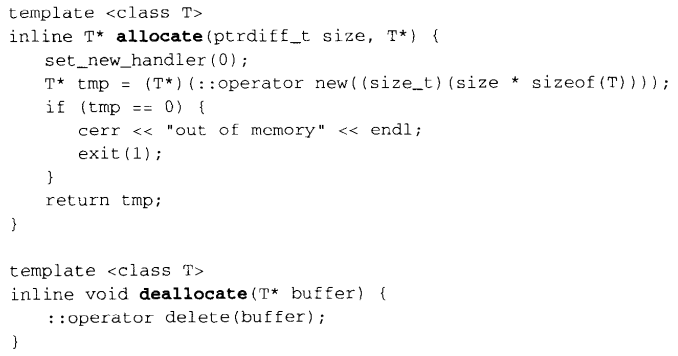 template <class T>
inline T* allocate(ptrdiff_t size, T*) {
    set_new_handler(0);
    T* tmp = (T*)(::operator new((size_t)(size * sizeof(T))));
    if (tmp == 0) {
        cerr << "out of memory" << endl;
        exit(1);
    }
    return tmp;
}

template <class T>
inline void deallocate(T* buffer) {
    ::operator delete(buffer);
}